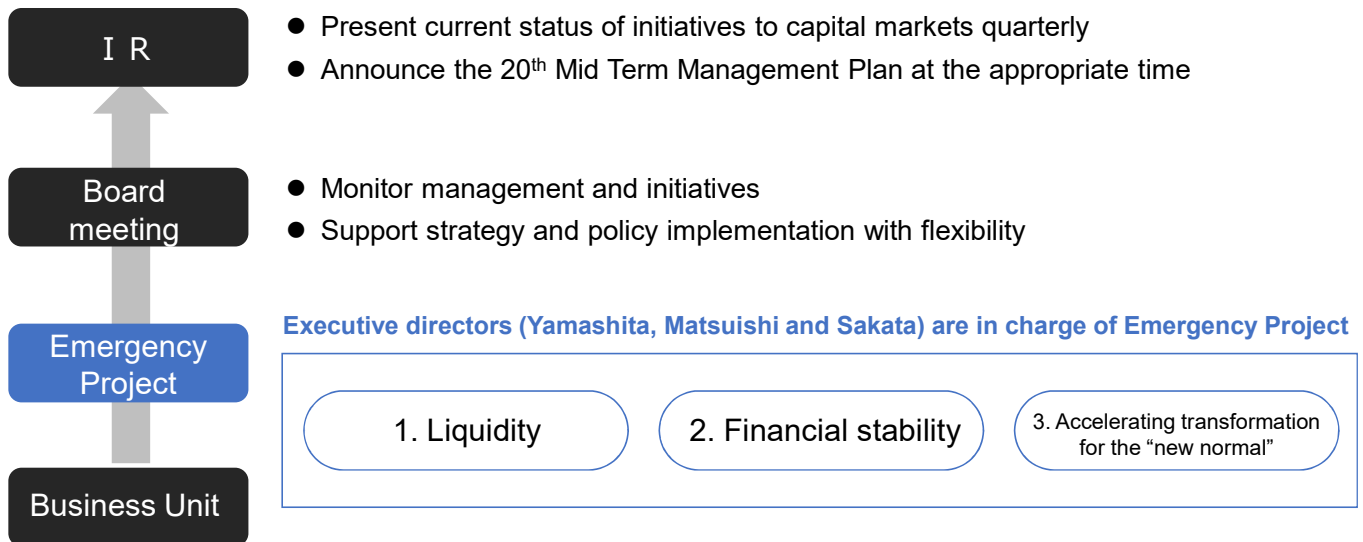 I R
● Present current status of initiatives to capital markets quarterly
● Announce the 20th Mid Term Management Plan at the appropriate time
Board
meeting
● Monitor management and initiatives
● Support strategy and policy implementation with flexibility
Executive directors (Yamashita, Matsuishi and Sakata) are in charge of Emergency Project
Emergency
Project
1. Liquidity
2. Financial stability
3. Accelerating transformation
for the “new normal”
Business Unit